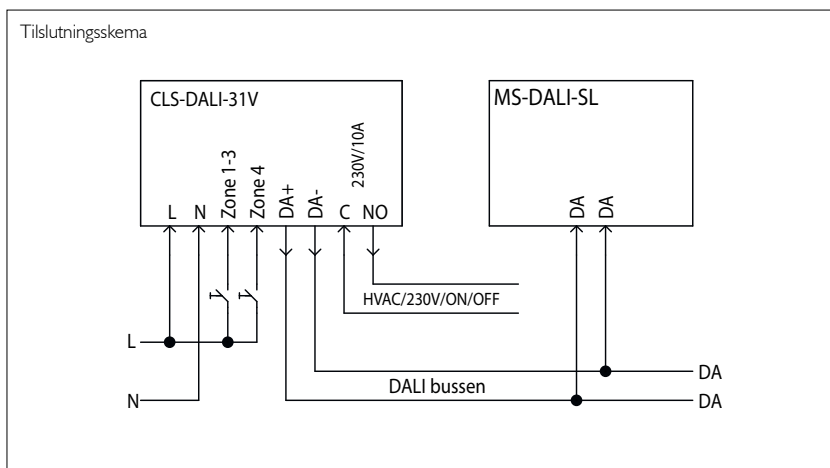 Tilslutningsskema
CLS-DALI-31V
MS-DALI-SL
230V/10A
L
N
Zone 1-3
Zone 4
DA+
DA-
C
NO
DA
DA
HVAC/230V/ON/OFF
L
N
DALI bussen
DA
DA